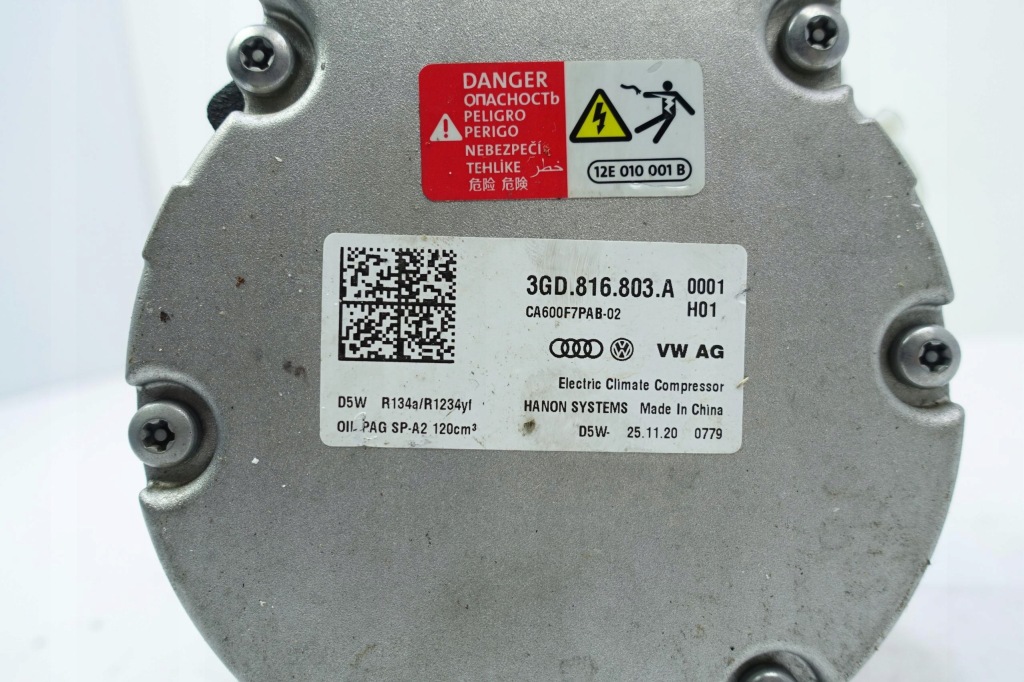 DANGER
ОПАСНОСТЬ
PELIGRO
PERIGO
NEBEZPEČÍ
TEHLİKE خطر
危险 危険
12E 010 001 B
3GD.816.803.A 0001
CA600F7PAB-02 H01
VW AG
Electric Climate Compressor
D5W R134a/R1234yf HANON SYSTEMS Made In China
OIL PAG SP-A2 120cm³ D5W- 25.11.20 0779